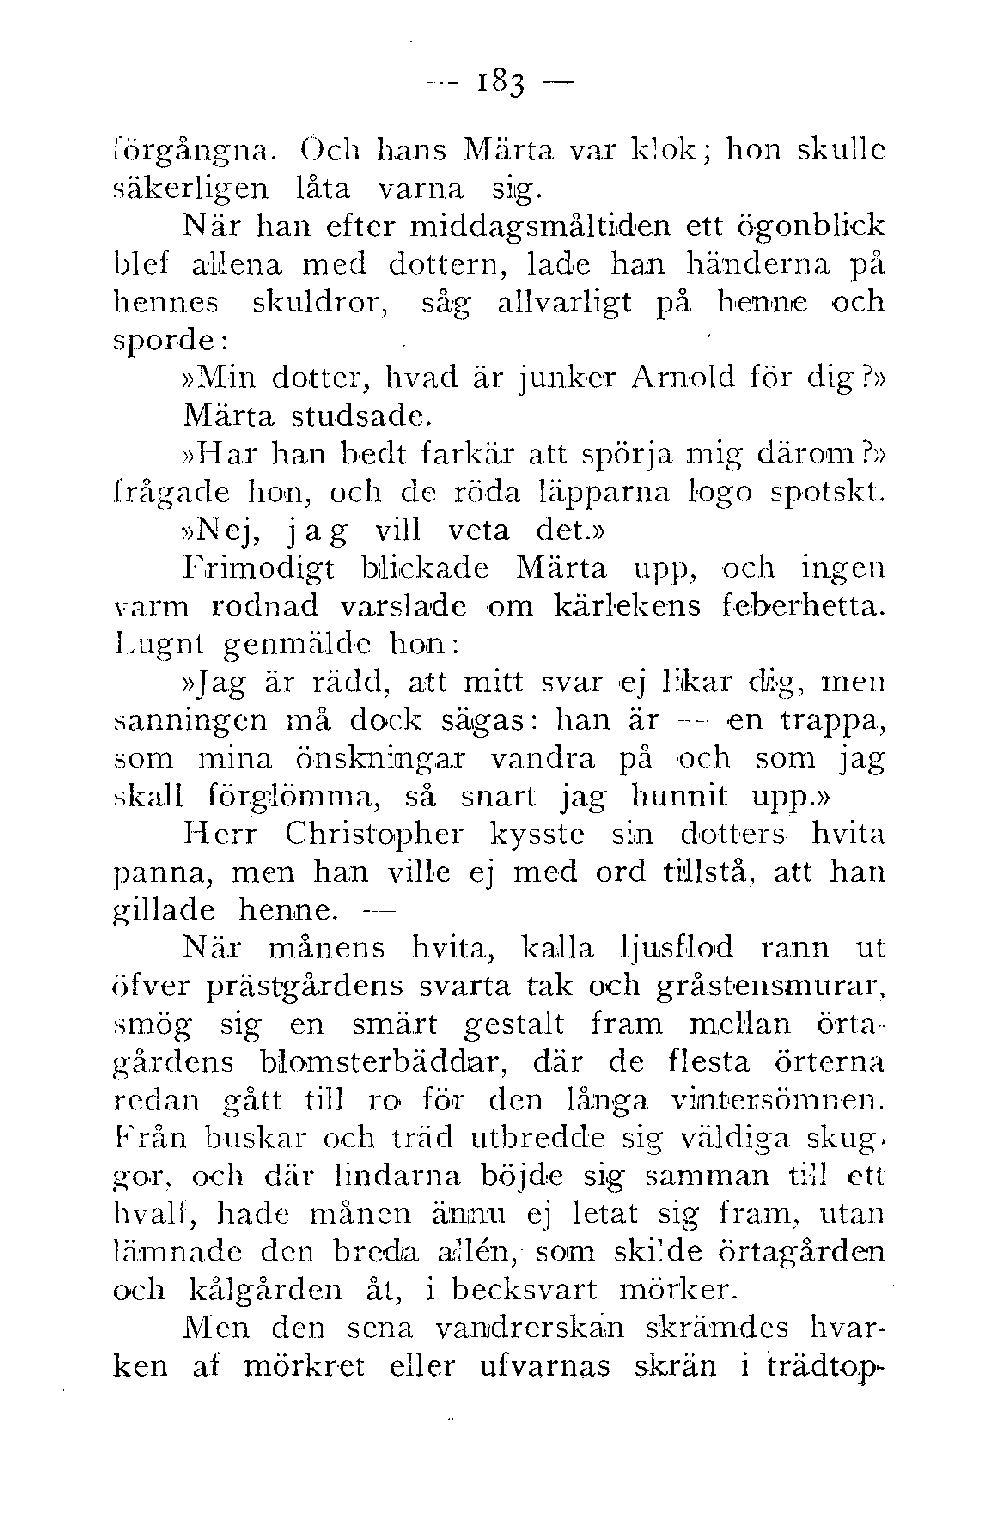 — 183 —
förgångna. Och hans Märta var klok; hon skulle
säkerligen låta varna sig.
När han efter middagsmåltiden ett ögonblick
blef allena med dottern, lade han händerna på
hennes skuldror, såg allvarligt på henne och
sporde:
»Min dotter, hvad är junker Arnold för dig?»
Märta studsade.
»Har han bedt farkär att spörja mig därom?»
frågade hon, och de röda läpparna logo spotskt.
»Nej, jag vill veta det.»
Frimodigt blickade Märta upp, och ingen
varm rodnad varslade om kärlekens feberhetta.
Lugnt genmälde hon:
»Jag är rädd, att mitt svar ej likar dig, men
sanningen må dock sägas: han är — en trappa,
som mina önskningar vandra på och som jag
skall förglömma, så snart jag hunnit upp.»
Herr Christopher kysste sin dotters hvita
panna, men han ville ej med ord tillstå, att han
gillade henne. —
När månens hvita, kalla ljusflod rann ut
öfver prästgårdens svarta tak och gråstensmurar,
smög sig en smärt gestalt fram mellan örta-
gårdens blomsterbäddar, där de flesta örterna
redan gått till ro för den långa vintersömnen.
Från buskar och träd utbredde sig väldiga skug-
gor, och där lindarna böjde sig samman till ett
hvalf, hade månen ännu ej letat sig fram, utan
lämnade den breda allén, som skilde örtagården
och kålgården åt, i becksvart mörker.
Men den sena vandrerskan skrämdes hvar-
ken af mörkret eller ufvarnas skrän i trädtop-